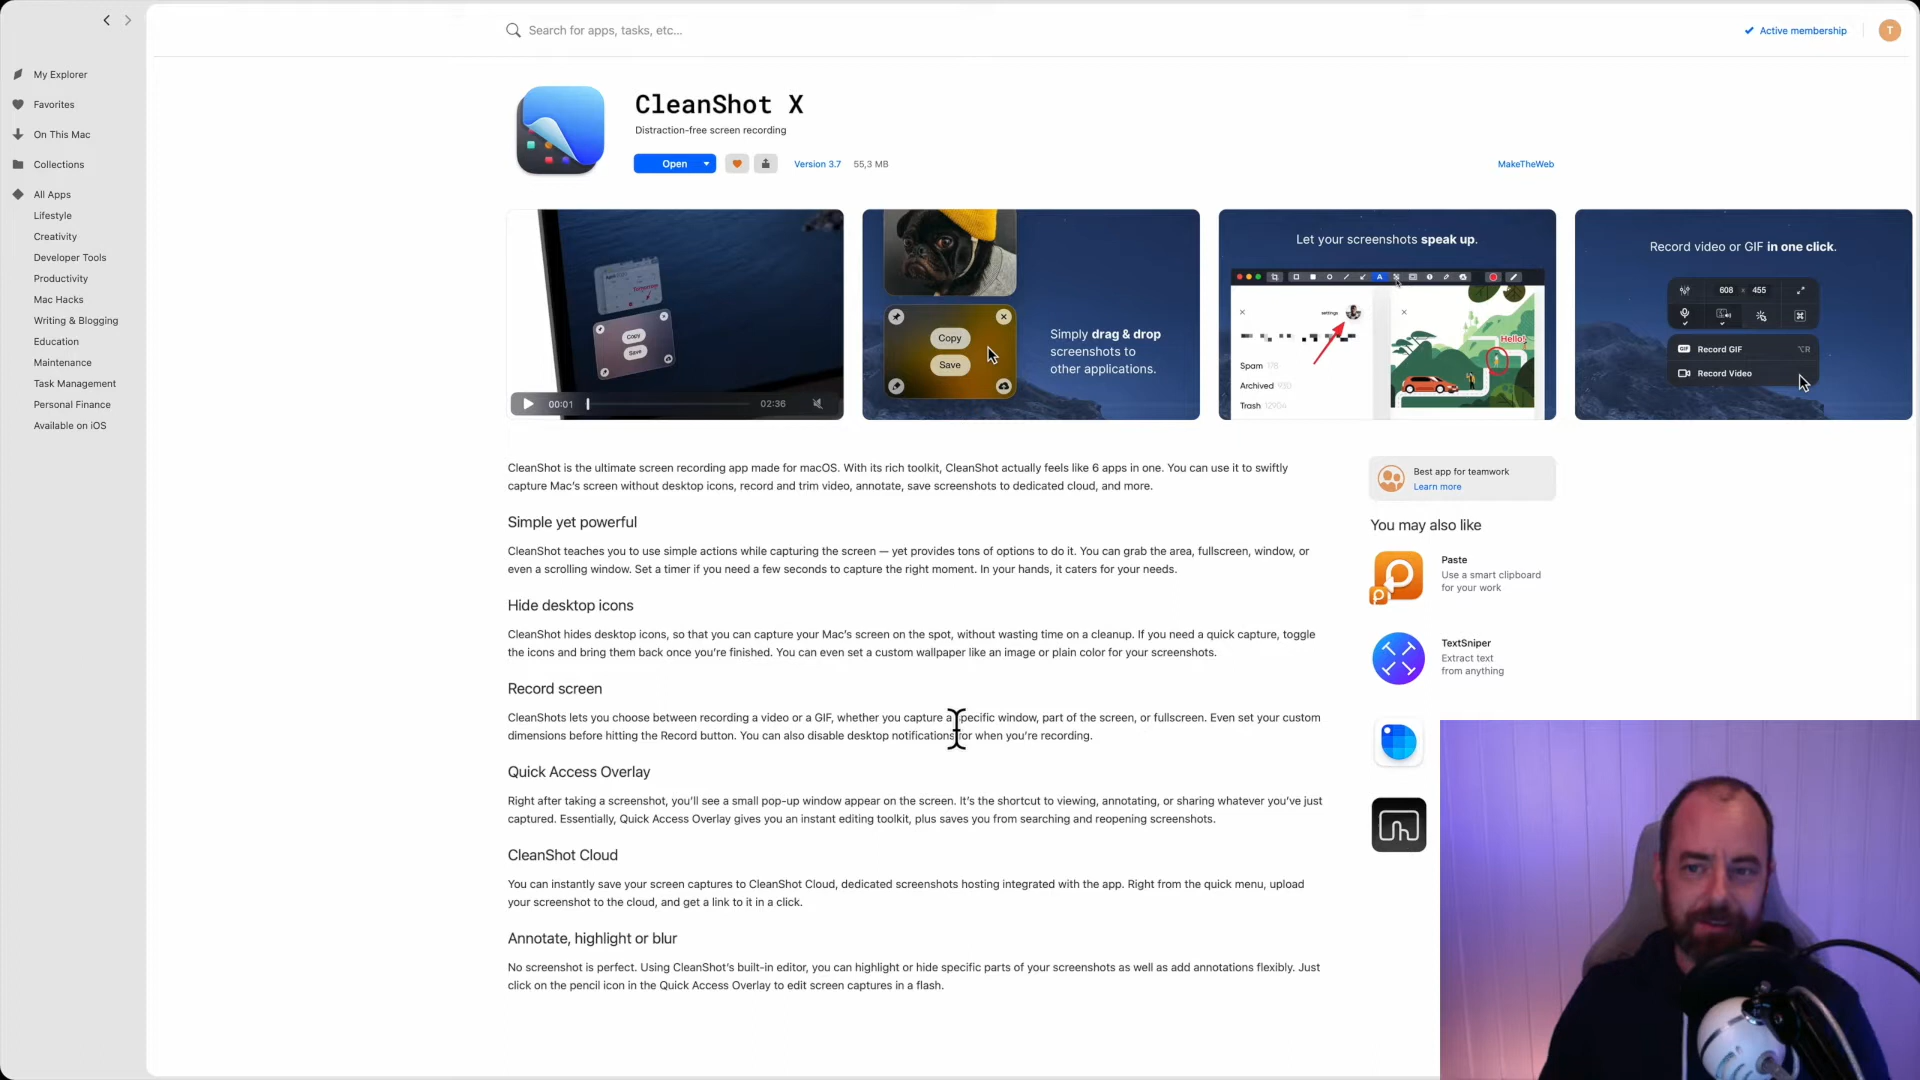 Search for apps, tasks, etc...
Active membership
T
My Explorer
Favorites
On This Mac
Collections
All Apps
Lifestyle
Creativity
Developer Tools
Productivity
Mac Hacks
Writing & Blogging
Education
Maintenance
Task Management
Personal Finance
Available on iOS
CleanShot X
Distraction-free screen recording
Open
Version 3.7
55,3 MB
MakeTheWeb
Tomorrow
Copy
Save
00:01
02:36
Copy
Save
Simply drag & drop
screenshots to
other applications.
Let your screenshots speak up.
A
settings
Hello!
Spam 178
Archived 930
Trash 12904
Record video or GIF in one click.
608 × 455
GIF Record GIF ⌥R
Record Video
CleanShot is the ultimate screen recording app made for macOS. With its rich toolkit, CleanShot actually feels like 6 apps in one. You can use it to swiftly
capture Mac's screen without desktop icons, record and trim video, annotate, save screenshots to dedicated cloud, and more.
Simple yet powerful
CleanShot teaches you to use simple actions while capturing the screen — yet provides tons of options to do it. You can grab the area, fullscreen, window, or
even a scrolling window. Set a timer if you need a few seconds to capture the right moment. In your hands, it caters for your needs.
Hide desktop icons
CleanShot hides desktop icons, so that you can capture your Mac's screen on the spot, without wasting time on a cleanup. If you need a quick capture, toggle
the icons and bring them back once you're finished. You can even set a custom wallpaper like an image or plain color for your screenshots.
Record screen
CleanShots lets you choose between recording a video or a GIF, whether you capture a specific window, part of the screen, or fullscreen. Even set your custom
dimensions before hitting the Record button. You can also disable desktop notifications for when you're recording.
Quick Access Overlay
Right after taking a screenshot, you'll see a small pop-up window appear on the screen. It's the shortcut to viewing, annotating, or sharing whatever you've just
captured. Essentially, Quick Access Overlay gives you an instant editing toolkit, plus saves you from searching and reopening screenshots.
CleanShot Cloud
You can instantly save your screen captures to CleanShot Cloud, dedicated screenshots hosting integrated with the app. Right from the quick menu, upload
your screenshot to the cloud, and get a link to it in a click.
Annotate, highlight or blur
No screenshot is perfect. Using CleanShot's built-in editor, you can highlight or hide specific parts of your screenshots as well as add annotations flexibly. Just
click on the pencil icon in the Quick Access Overlay to edit screen captures in a flash.
Best app for teamwork
Learn more
You may also like
Paste
Use a smart clipboard
for your work
TextSniper
Extract text
from anything